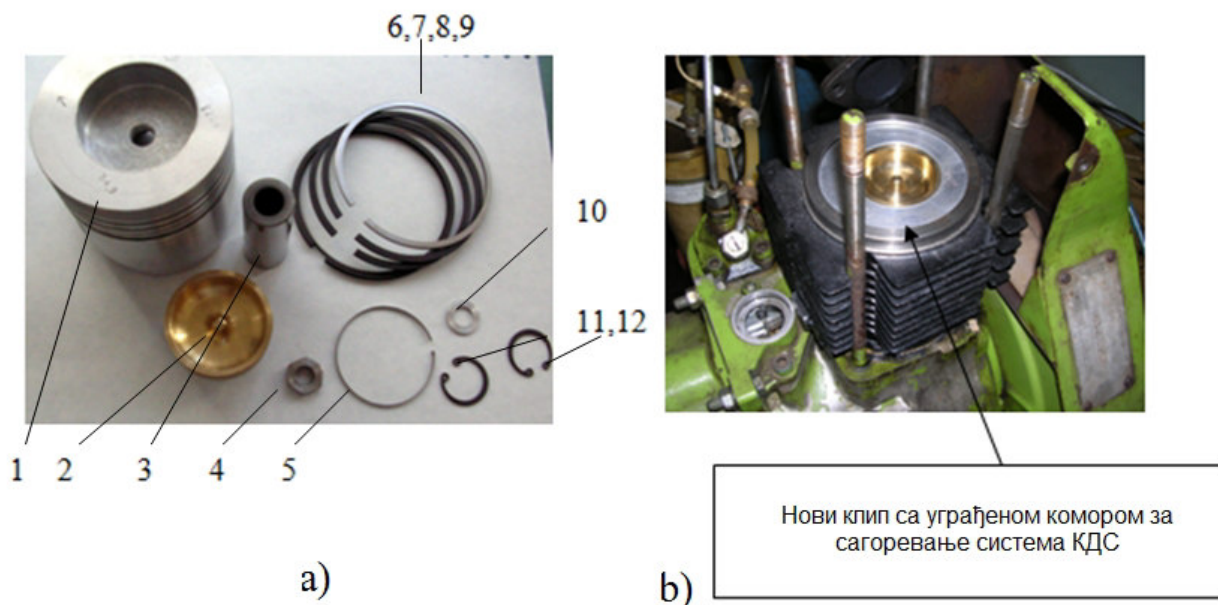 6,7,8,9
10
11,12
1
2
3
4
5
Нови клип са уграђеном комором за
сагоревање система КДС
a)
b)